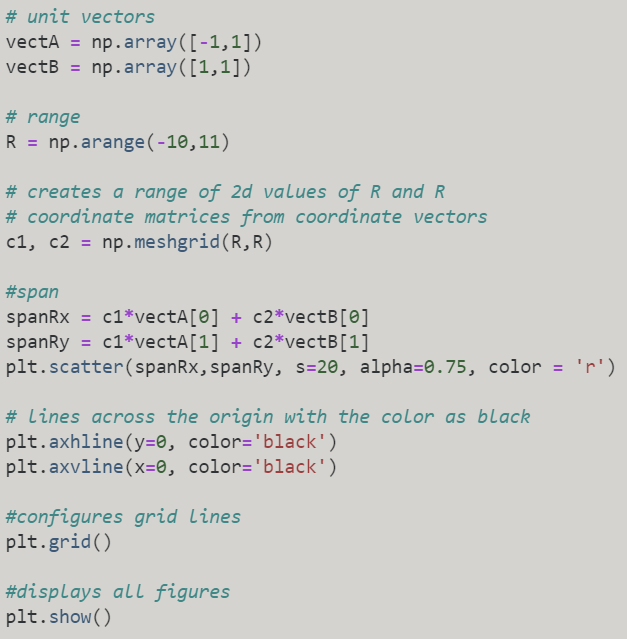 # unit vectors
vectA = np.array([-1,1])
vectB = np.array([1,1])
# range
R = np.arange(-10,11)
# creates a range of 2d values of R and R
# coordinate matrices from coordinate vectors
c1, c2 = np.meshgrid(R,R)
#span
spanRx = c1*vectA[0] + c2*vectB[0]
spanRy = c1*vectA[1] + c2*vectB[1]
plt.scatter(spanRx,spanRy, s=20, alpha=0.75, color = 'r')
# lines across the origin with the color as black
plt.axhline(y=0, color='black')
plt.axvline(x=0, color='black')
#configures grid lines
plt.grid()
#displays all figures
plt.show()